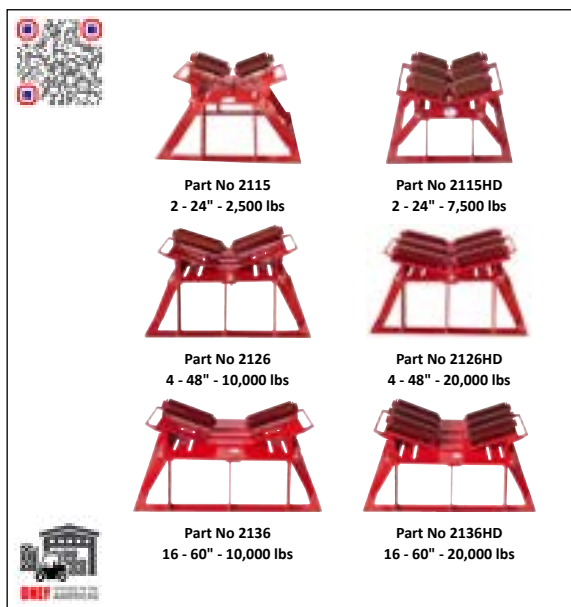 Part No 2115
2 - 24" - 2,500 lbs
Part No 2115HD
2 - 24" - 7,500 lbs
Part No 2126
4 - 48" - 10,000 lbs
Part No 2126HD
4 - 48" - 20,000 lbs
Part No 2136
16 - 60" - 10,000 lbs
Part No 2136HD
16 - 60" - 20,000 lbs
ONLY